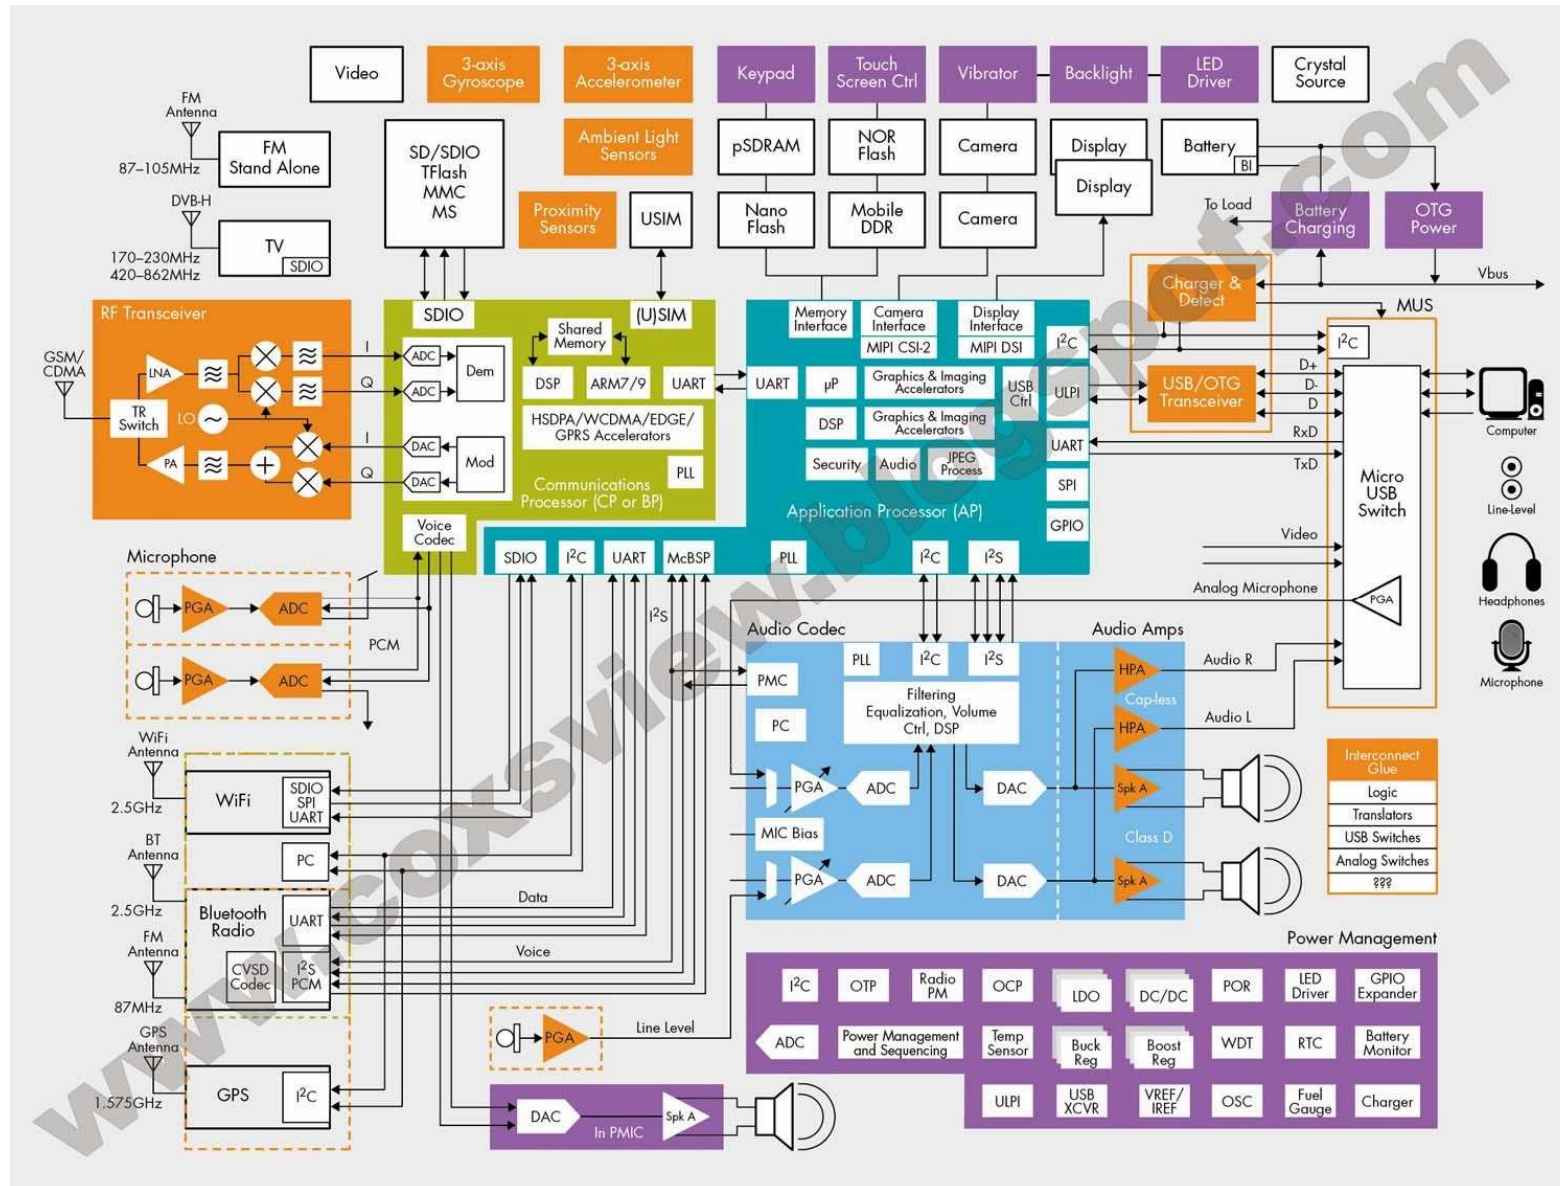 Video
3-axis
Gyroscope
3-axis
Accelerometer
Keypad
Touch
Screen Ctrl
Vibrator
Backlight
LED
Driver
Crystal
Source
FM
Antenna
87–105MHz
FM
Stand Alone
SD/SDIO
TFlash
MMC
MS
Ambient Light
Sensors
pSDRAM
NOR
Flash
Camera
Display
Battery
BI
Display
DVB-H
170–230MHz
420–862MHz
TV
SDIO
Proximity
Sensors
USIM
Nano
Flash
Mobile
DDR
Camera
To Load
Battery
Charging
OTG
Power
Vbus
RF Transceiver
GSM/
CDMA
LNA
TR
Switch
LO
PA
I
Q
I
Q
SDIO
(U)SIM
ADC
ADC
Dem
DAC
DAC
Mod
Shared
Memory
DSP
ARM7/9
UART
HSDPA/WCDMA/EDGE/
GPRS Accelerators
PLL
Communications
Processor (CP or BP)
Voice
Codec
Memory
Interface
Camera
Interface
MIPI CSI-2
Display
Interface
MIPI DSI
I²C
UART
µP
Graphics & Imaging
Accelerators
USB
Ctrl
ULPI
DSP
Graphics & Imaging
Accelerators
UART
Security
Audio
JPEG
Process
SPI
Application Processor (AP)
GPIO
SDIO
I²C
UART
McBSP
PLL
I²C
I²S
Charger &
Detect
USB/OTG
Transceiver
MUS
I²C
D+
D-
D
RxD
TxD
Micro
USB
Switch
Video
Analog Microphone
PGA
Computer
Line-Level
Headphones
Microphone
Microphone
PGA
ADC
PCM
PGA
ADC
I²S
Audio Codec
Audio Amps
PMC
PLL
I²C
I²S
HPA
Audio R
Cap-less
PC
Filtering
Equalization, Volume
Ctrl, DSP
HPA
Audio L
PGA
ADC
DAC
Spk A
MIC Bias
Class D
PGA
ADC
DAC
Spk A
Interconnect
Glue
Logic
Translators
USB Switches
Analog Switches
???
WiFi
Antenna
2.5GHz
WiFi
SDIO
SPI
UART
BT
Antenna
2.5GHz
PC
Bluetooth
Radio
UART
Data
FM
Antenna
87MHz
CVSD
Codec
I²S
PCM
Voice
GPS
Antenna
1.575GHz
GPS
I²C
PGA
Line Level
DAC
In PMIC
Spk A
Power Management
I²C
OTP
Radio
PM
OCP
LDO
DC/DC
POR
LED
Driver
GPIO
Expander
ADC
Power Management
and Sequencing
Temp
Sensor
Buck
Reg
Boost
Reg
WDT
RTC
Battery
Monitor
ULPI
USB
XCVR
VREF/
IREF
OSC
Fuel
Gauge
Charger
www.coxsview.blogspot.com